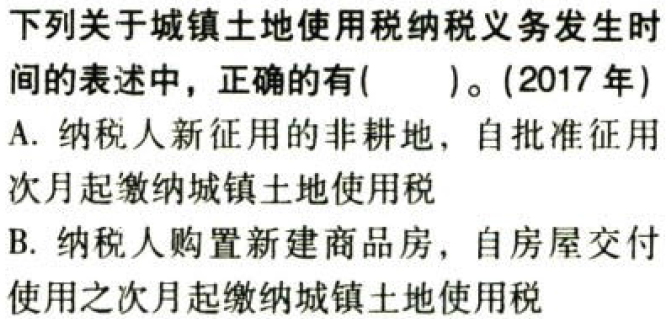 下列关于城镇土地使用税纳税义务发生时
间的表述中，正确的有(　　)。(2017 年)
A. 纳税人新征用的非耕地，自批准征用
次月起缴纳城镇土地使用税
B. 纳税人购置新建商品房，自房屋交付
使用之次月起缴纳城镇土地使用税